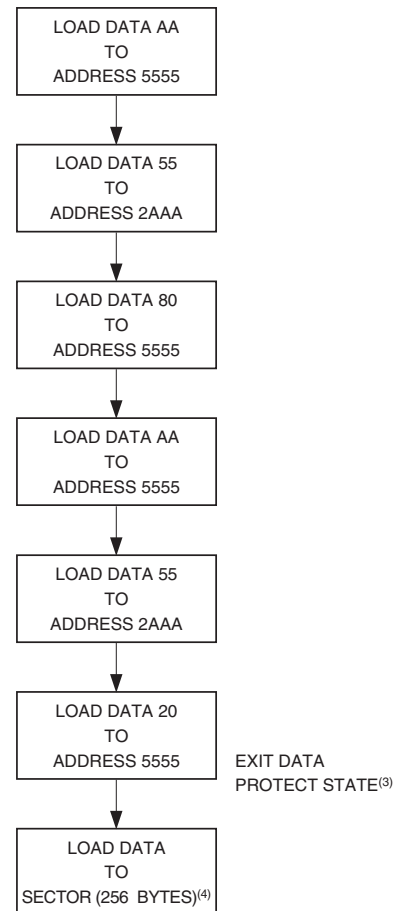 LOAD DATA AA
TO
ADDRESS 5555
LOAD DATA 55
TO
ADDRESS 2AAA
LOAD DATA 80
TO
ADDRESS 5555
LOAD DATA AA
TO
ADDRESS 5555
LOAD DATA 55
TO
ADDRESS 2AAA
LOAD DATA 20
TO
ADDRESS 5555
EXIT DATA
PROTECT STATE(3)
LOAD DATA
TO
SECTOR (256 BYTES)(4)